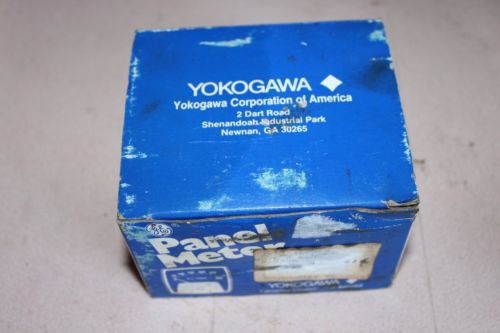 YOKOGAWA
Yokogawa Corporation of America
2 Dart Road
Shenandoah Industrial Park
Newnan, GA 30265
Panel
Meter
YOKOGAWA